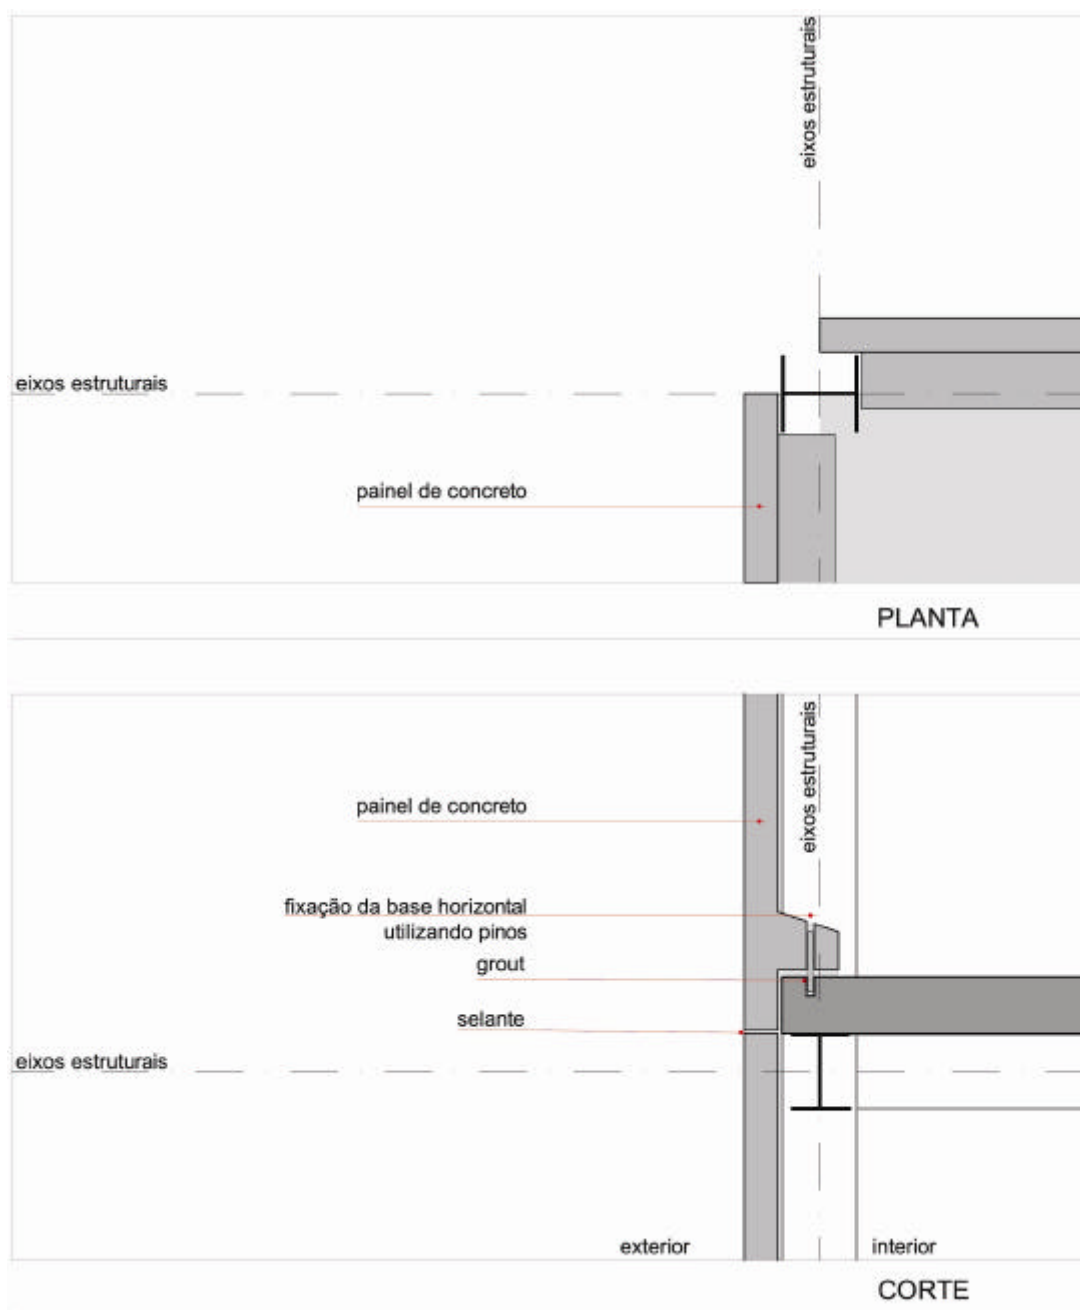 eixos estruturais
eixos estruturais
painel de concreto
PLANTA
eixos estruturais
painel de concreto
fixação da base horizontal
utilizando pinos
grout
selante
eixos estruturais
exterior
interior
CORTE